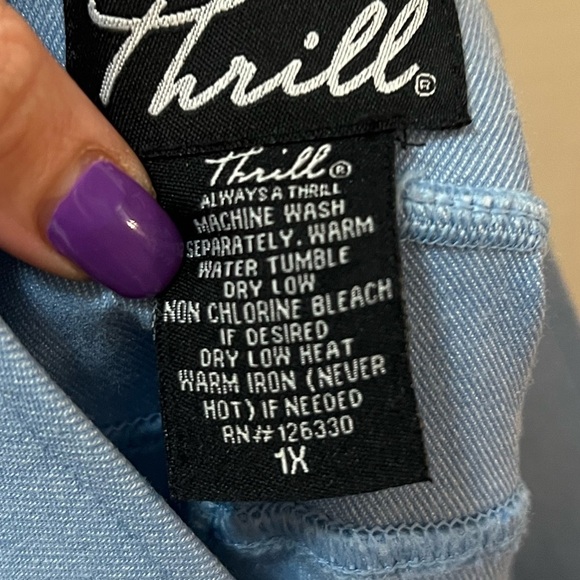 Thrill®
Thrill®
ALWAYS A THRILL
MACHINE WASH
SEPARATELY. WARM
WATER TUMBLE
DRY LOW
NON CHLORINE BLEACH
IF DESIRED
DRY LOW HEAT
WARM IRON (NEVER
HOT) IF NEEDED
RN# 126330
1X